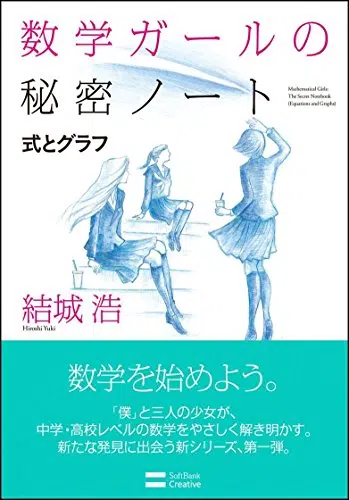 数学ガールの
秘密ノート
Mathematical Girls:
The Secret Notebook
(Equations and Graphs)
式とグラフ
結城 浩
Hiroshi Yuki
数学を始めよう。
「僕」と三人の少女が、
中学・高校レベルの数学をやさしく解き明かす。
新たな発見に出会う新シリーズ、第一弾。
SoftBank
Creative